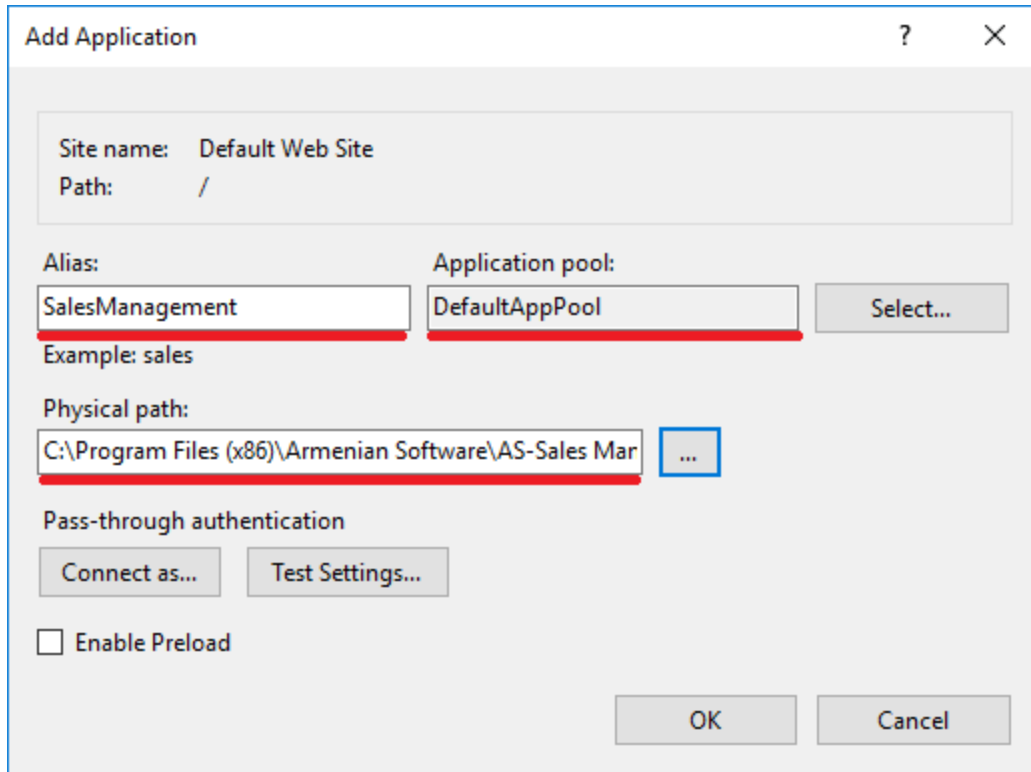 Add Application
?
Site name: Default Web Site
Path: /
Alias:
Application pool:
SalesManagement
DefaultAppPool
Select...
Example: sales
Physical path:
C:\Program Files (x86)\Armenian Software\AS-Sales Mar
...
Pass-through authentication
Connect as...
Test Settings...
Enable Preload
OK
Cancel